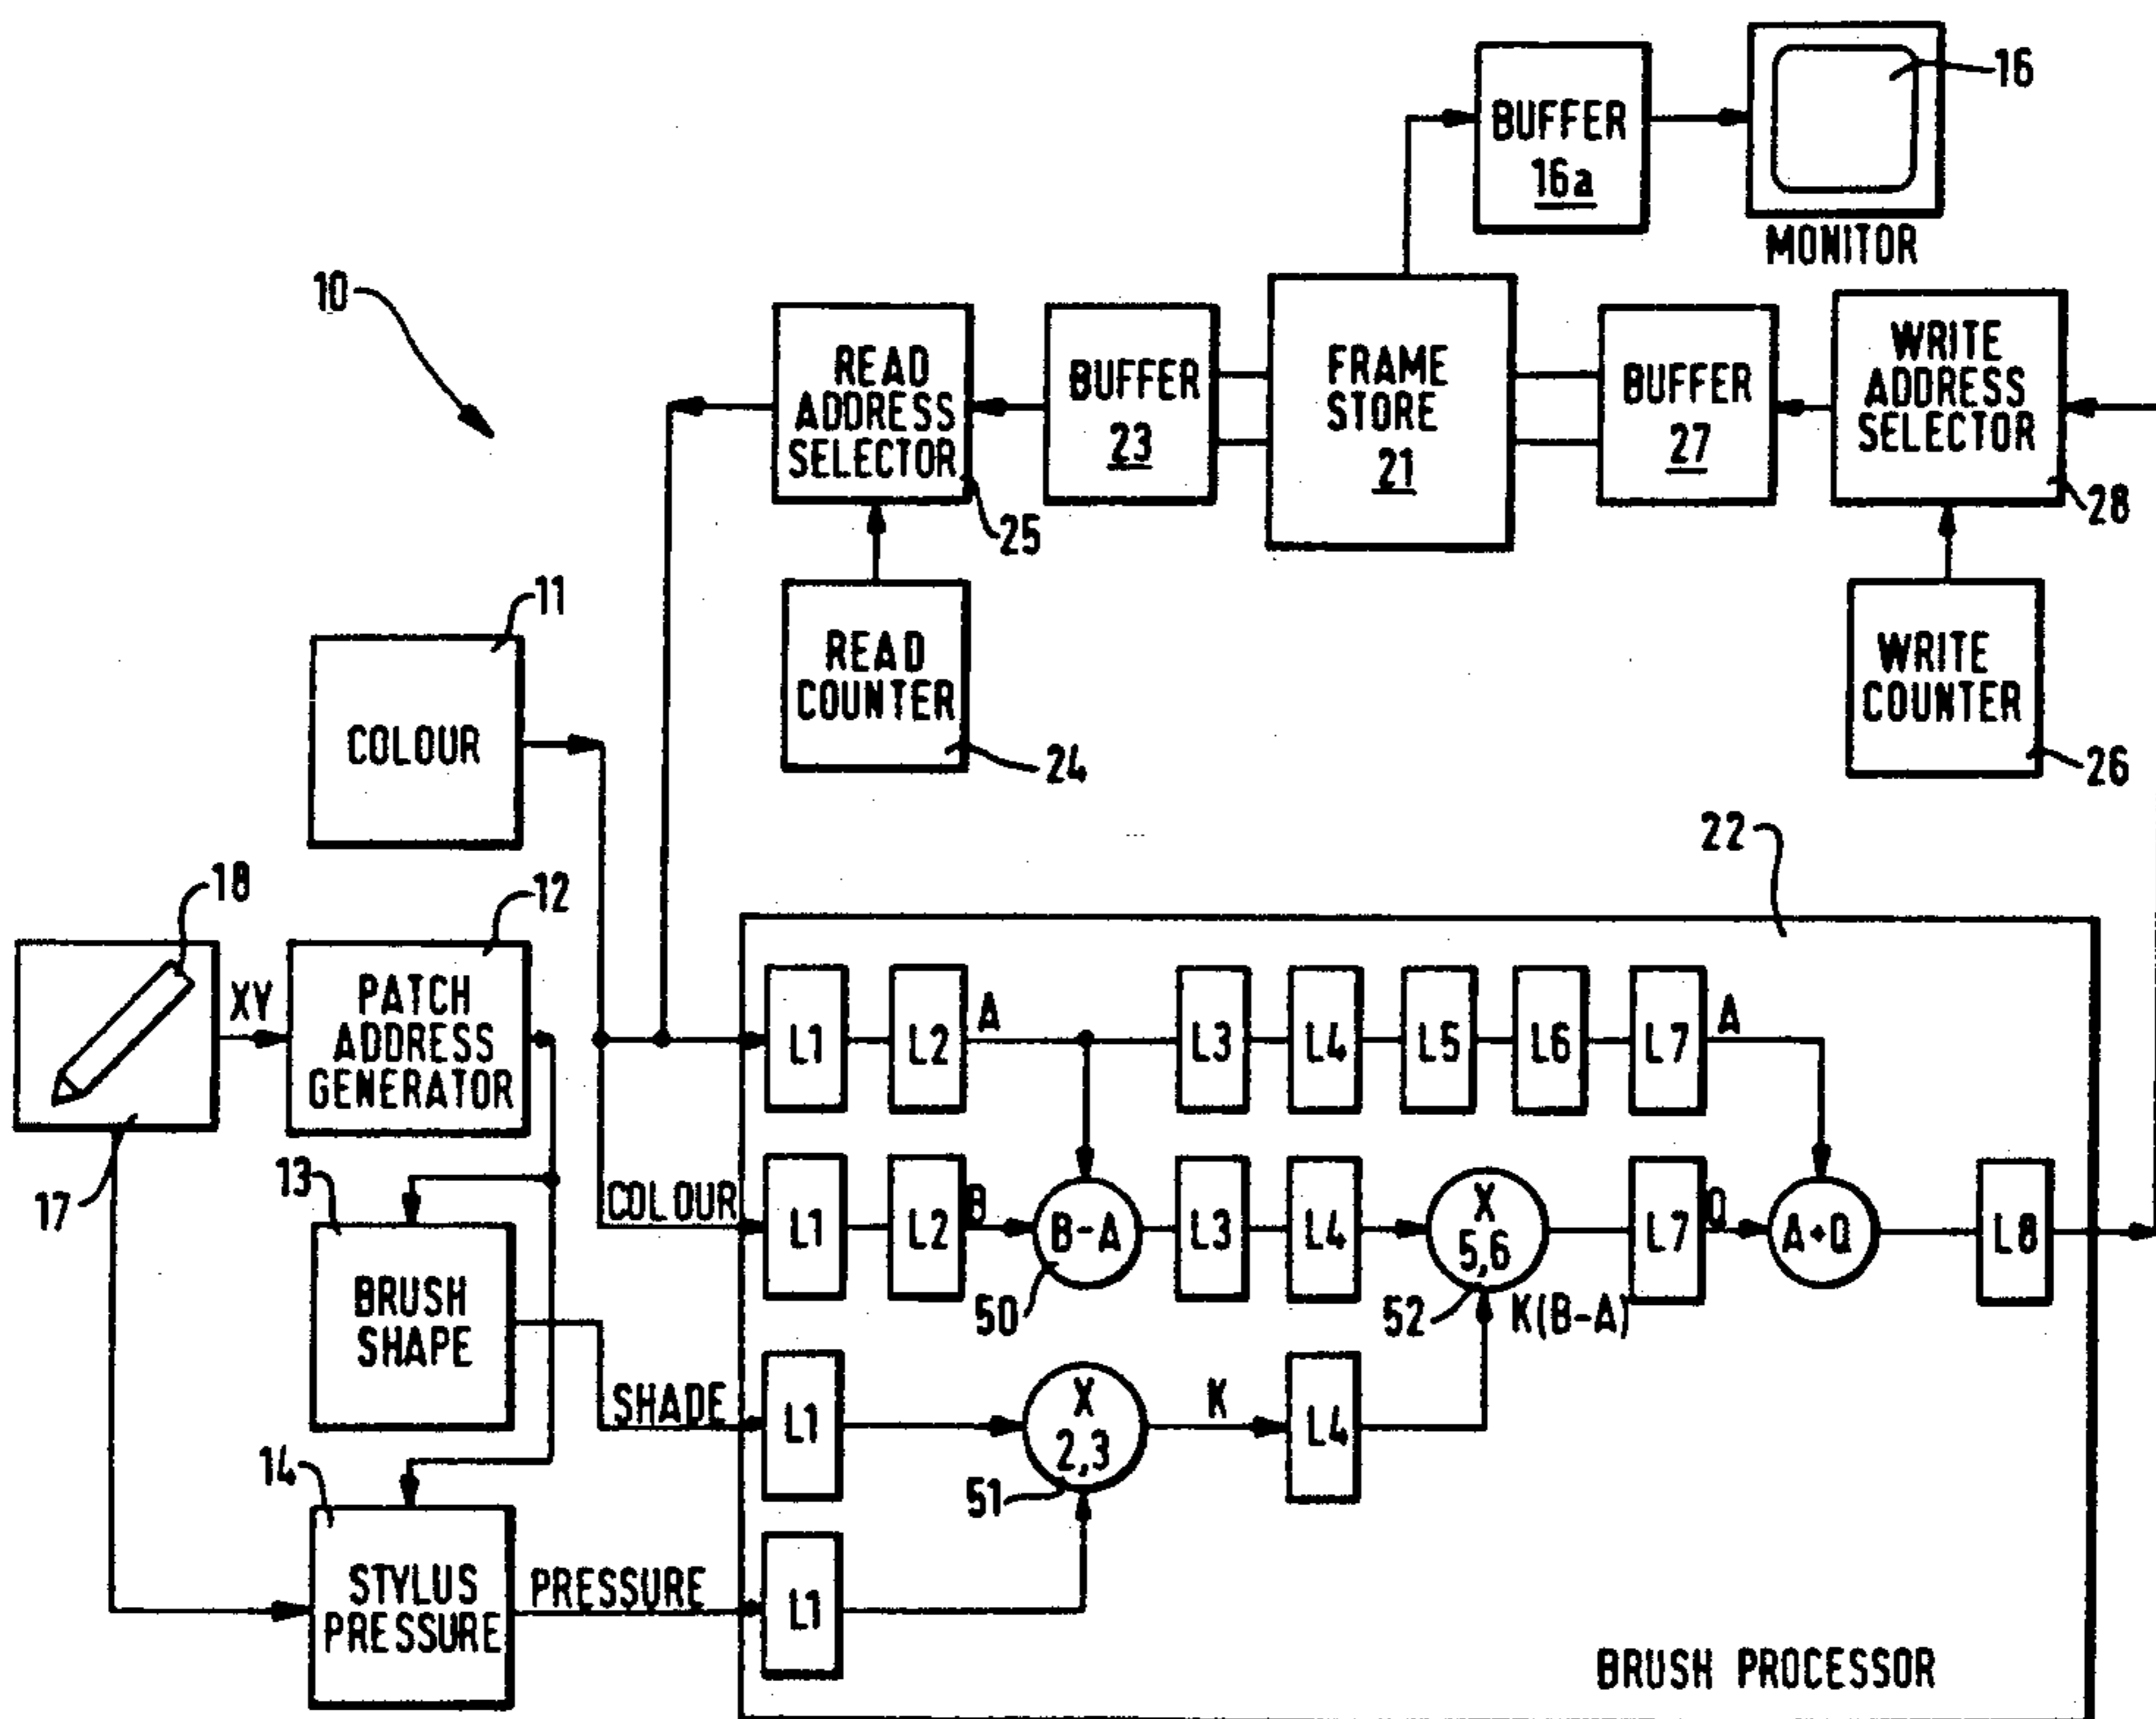 16
BUFFER
16a
MONITOR
10
READ
ADDRESS
SELECTOR
25
BUFFER
23
FRAME
STORE
21
BUFFER
27
WRITE
ADDRESS
SELECTOR
28
11
COLOUR
READ
COUNTER
24
WRITE
COUNTER
26
22
18
XY
17
12
PATCH
ADDRESS
GENERATOR
L1
L2
A
L3
L4
L5
L6
L7
A
13
BRUSH
SHAPE
COLOUR
L1
L2
B
B-A
50
L3
L4
X
5,6
52
K(B-A)
L7
Q
A+Q
L8
SHADE
L1
X
2,3
51
K
L4
14
STYLUS
PRESSURE
PRESSURE
L1
BRUSH PROCESSOR